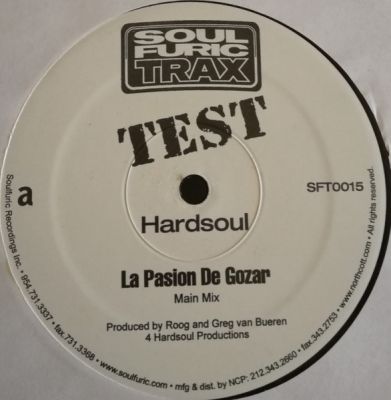 SOUL
FURIC
TRAX
TEST
a
SFT0015
Hardsoul
La Pasion De Gozar
Main Mix
Produced by Roog and Greg van Bueren
4 Hardsoul Productions
Soulfuric Recordings Inc. • 954.731.3337 • fax.731.3368 • www.soulfuric.com • mfg & dist. by NCP: 212.343.2660 • fax.343.2753 • www.northcott.com • All rights reserved.